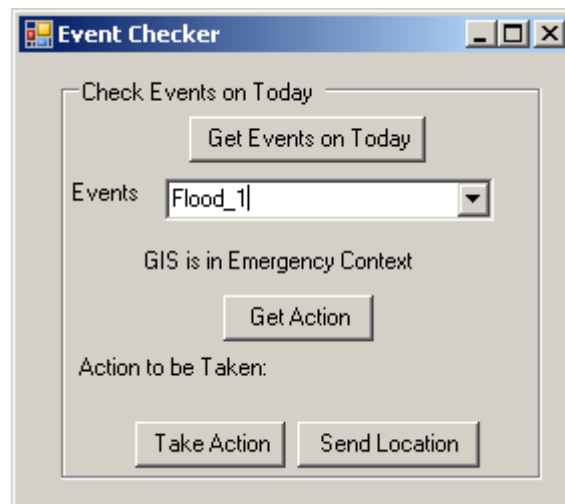 Event Checker
Check Events on Today
Get Events on Today
Events Flood_1
GIS is in Emergency Context
Get Action
Action to be Taken:
Take Action Send Location